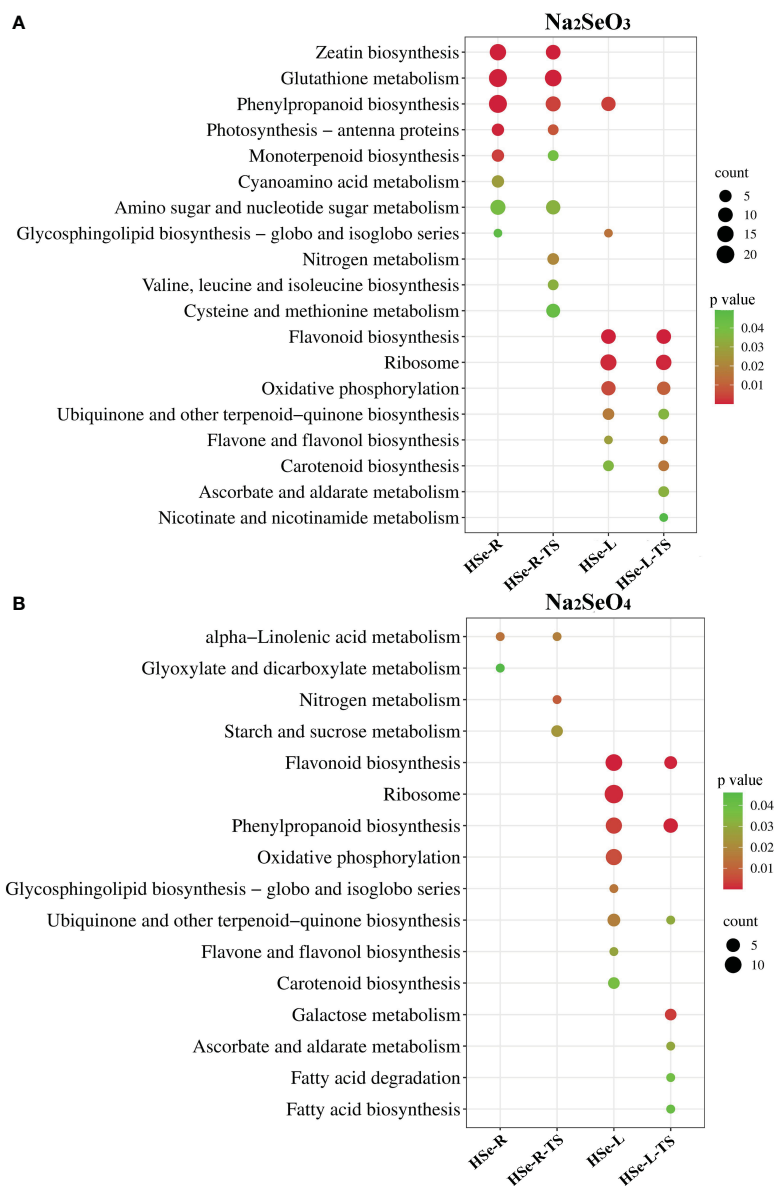 A
Na₂SeO₃
Zeatin biosynthesis
Glutathione metabolism
Phenylpropanoid biosynthesis
Photosynthesis − antenna proteins
Monoterpenoid biosynthesis
Cyanoamino acid metabolism
Amino sugar and nucleotide sugar metabolism
Glycosphingolipid biosynthesis − globo and isoglobo series
Nitrogen metabolism
Valine, leucine and isoleucine biosynthesis
Cysteine and methionine metabolism
Flavonoid biosynthesis
Ribosome
Oxidative phosphorylation
Ubiquinone and other terpenoid−quinone biosynthesis
Flavone and flavonol biosynthesis
Carotenoid biosynthesis
Ascorbate and aldarate metabolism
Nicotinate and nicotinamide metabolism
HSe-R
HSe-R-TS
HSe-L
HSe-L-TS
count
5
10
15
20
p value
0.04
0.03
0.02
0.01
B
Na₂SeO₄
alpha−Linolenic acid metabolism
Glyoxylate and dicarboxylate metabolism
Nitrogen metabolism
Starch and sucrose metabolism
Flavonoid biosynthesis
Ribosome
Phenylpropanoid biosynthesis
Oxidative phosphorylation
Glycosphingolipid biosynthesis − globo and isoglobo series
Ubiquinone and other terpenoid−quinone biosynthesis
Flavone and flavonol biosynthesis
Carotenoid biosynthesis
Galactose metabolism
Ascorbate and aldarate metabolism
Fatty acid degradation
Fatty acid biosynthesis
HSe-R
HSe-R-TS
HSe-L
HSe-L-TS
p value
0.04
0.03
0.02
0.01
count
5
10